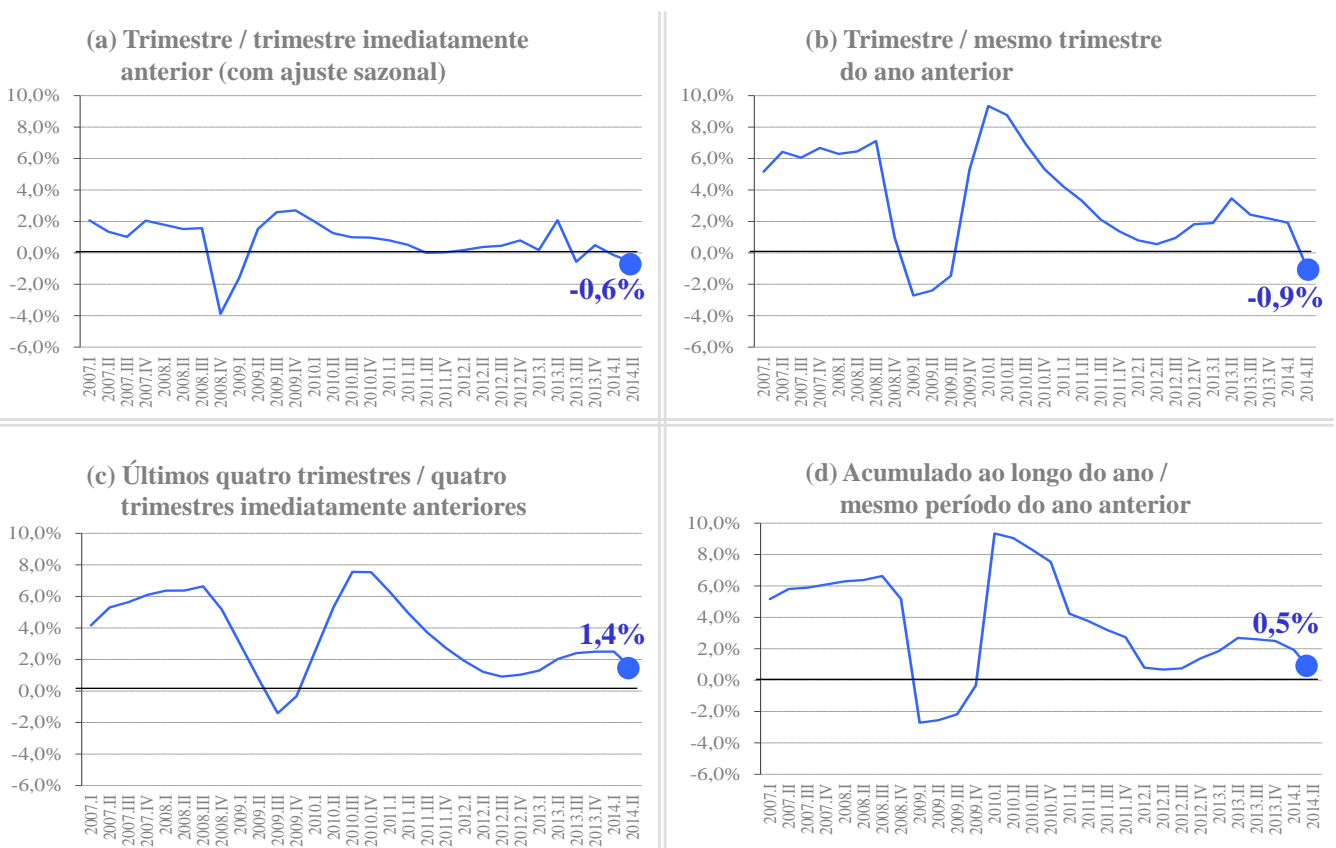 (a) Trimestre / trimestre imediatamente
anterior (com ajuste sazonal)
10,0%
8,0%
6,0%
4,0%
2,0%
0,0%
-2,0%
-4,0%
-6,0%
-0,6%
2007.I
2007.II
2007.III
2007.IV
2008.I
2008.II
2008.III
2008.IV
2009.I
2009.II
2009.III
2009.IV
2010.I
2010.II
2010.III
2010.IV
2011.I
2011.II
2011.III
2011.IV
2012.I
2012.II
2012.III
2012.IV
2013.I
2013.II
2013.III
2013.IV
2014.I
2014.II
(b) Trimestre / mesmo trimestre
do ano anterior
10,0%
8,0%
6,0%
4,0%
2,0%
0,0%
-2,0%
-4,0%
-6,0%
-0,9%
2007.I
2007.II
2007.III
2007.IV
2008.I
2008.II
2008.III
2008.IV
2009.I
2009.II
2009.III
2009.IV
2010.I
2010.II
2010.III
2010.IV
2011.I
2011.II
2011.III
2011.IV
2012.I
2012.II
2012.III
2012.IV
2013.I
2013.II
2013.III
2013.IV
2014.I
2014.II
(c) Últimos quatro trimestres / quatro
trimestres imediatamente anteriores
10,0%
8,0%
6,0%
4,0%
2,0%
0,0%
-2,0%
-4,0%
-6,0%
1,4%
2007.I
2007.II
2007.III
2007.IV
2008.I
2008.II
2008.III
2008.IV
2009.I
2009.II
2009.III
2009.IV
2010.I
2010.II
2010.III
2010.IV
2011.I
2011.II
2011.III
2011.IV
2012.I
2012.II
2012.III
2012.IV
2013.I
2013.II
2013.III
2013.IV
2014.I
2014.II
(d) Acumulado ao longo do ano /
mesmo período do ano anterior
10,0%
8,0%
6,0%
4,0%
2,0%
0,0%
-2,0%
-4,0%
-6,0%
0,5%
2007.I
2007.II
2007.III
2007.IV
2008.I
2008.II
2008.III
2008.IV
2009.I
2009.II
2009.III
2009.IV
2010.I
2010.II
2010.III
2010.IV
2011.I
2011.II
2011.III
2011.IV
2012.I
2012.II
2012.III
2012.IV
2013.I
2013.II
2013.III
2013.IV
2014.I
2014.II